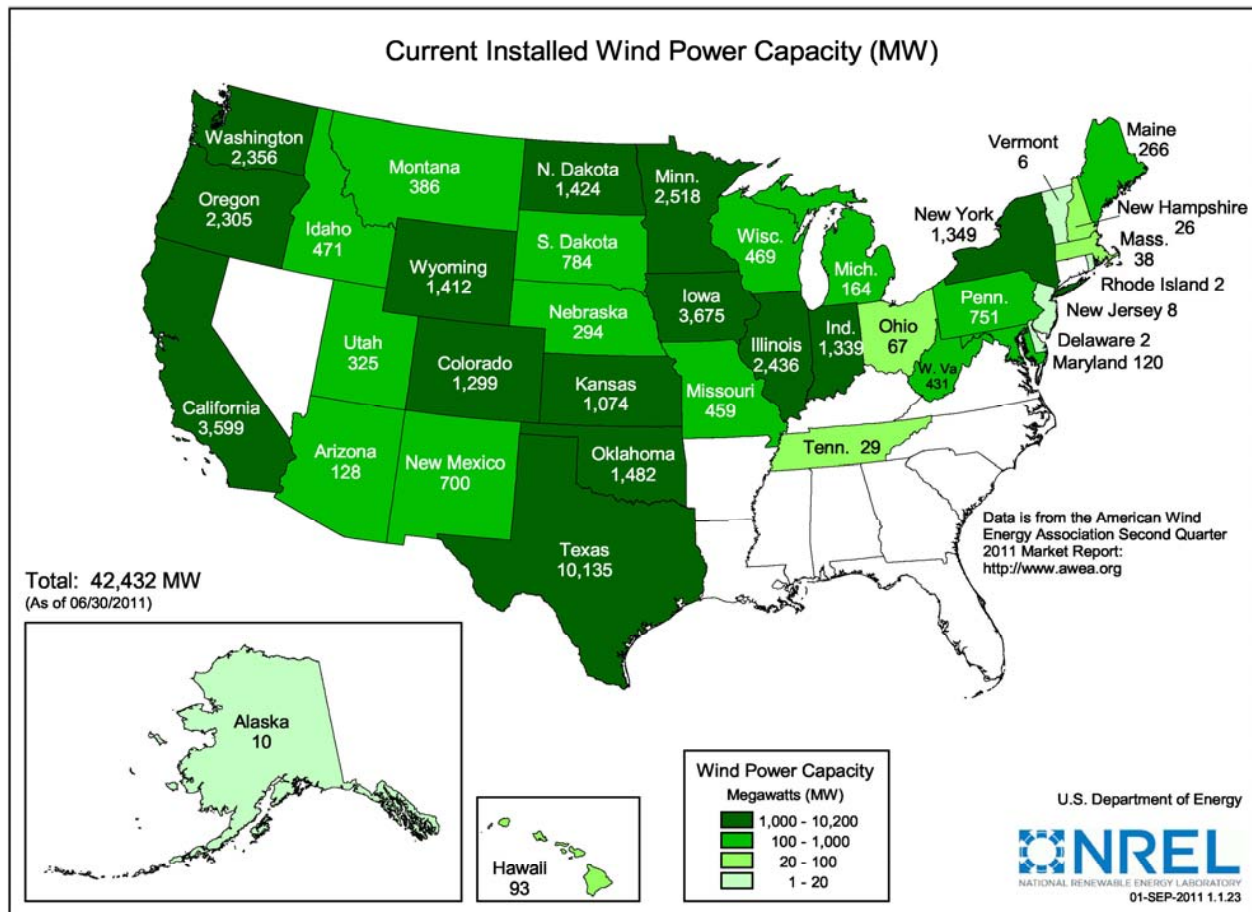 Current Installed Wind Power Capacity (MW)
Washington
2,356
Oregon
2,305
California
3,599
Idaho
471
Montana
386
Wyoming
1,412
Utah
325
Colorado
1,299
Arizona
128
New Mexico
700
N. Dakota
1,424
S. Dakota
784
Nebraska
294
Kansas
1,074
Oklahoma
1,482
Texas
10,135
Minn.
2,518
Iowa
3,675
Missouri
459
Wisc.
469
Illinois
2,436
Mich.
164
Ind.
1,339
Ohio
67
Tenn. 29
W. Va
431
Penn.
751
New York
1,349
Vermont
6
Maine
266
New Hampshire
26
Mass.
38
Rhode Island 2
New Jersey 8
Delaware 2
Maryland 120
Data is from the American Wind
Energy Association Second Quarter
2011 Market Report:
http://www.awea.org
Total: 42,432 MW
(As of 06/30/2011)
Alaska
10
Hawaii
93
Wind Power Capacity
Megawatts (MW)
1,000 - 10,200
100 - 1,000
20 - 100
1 - 20
U.S. Department of Energy
NREL
NATIONAL RENEWABLE ENERGY LABORATORY
01-SEP-2011 1.1.23